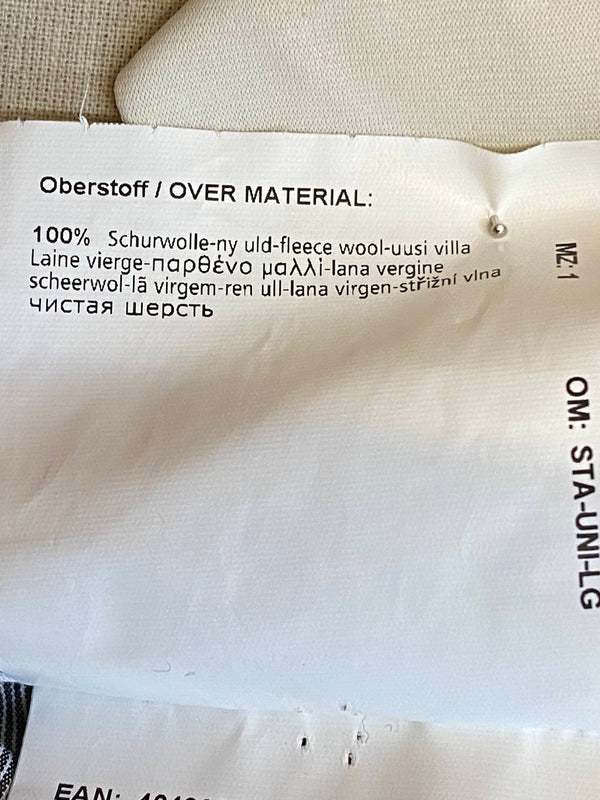 Oberstoff / OVER MATERIAL:
100% Schurwolle-ny uld-fleece wool-uusi villa
Laine vierge-παρθένο μαλλί-lana vergine
scheerwol-lã virgem-ren ull-lana virgen-střižní vlna
чистая шерсть
MZ: 1
OM: STA-UNI-LG
EAN: